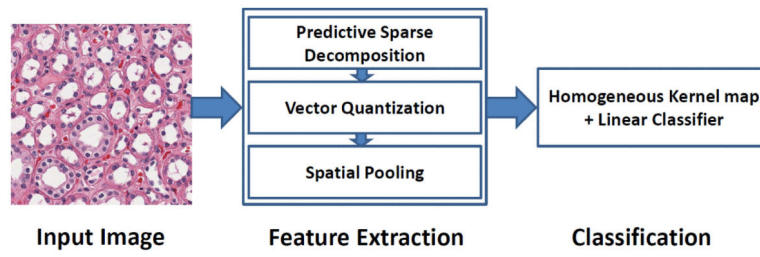 Predictive Sparse
Decomposition
Vector Quantization
Spatial Pooling
Homogeneous Kernel map
+ Linear Classifier
Input Image
Feature Extraction
Classification